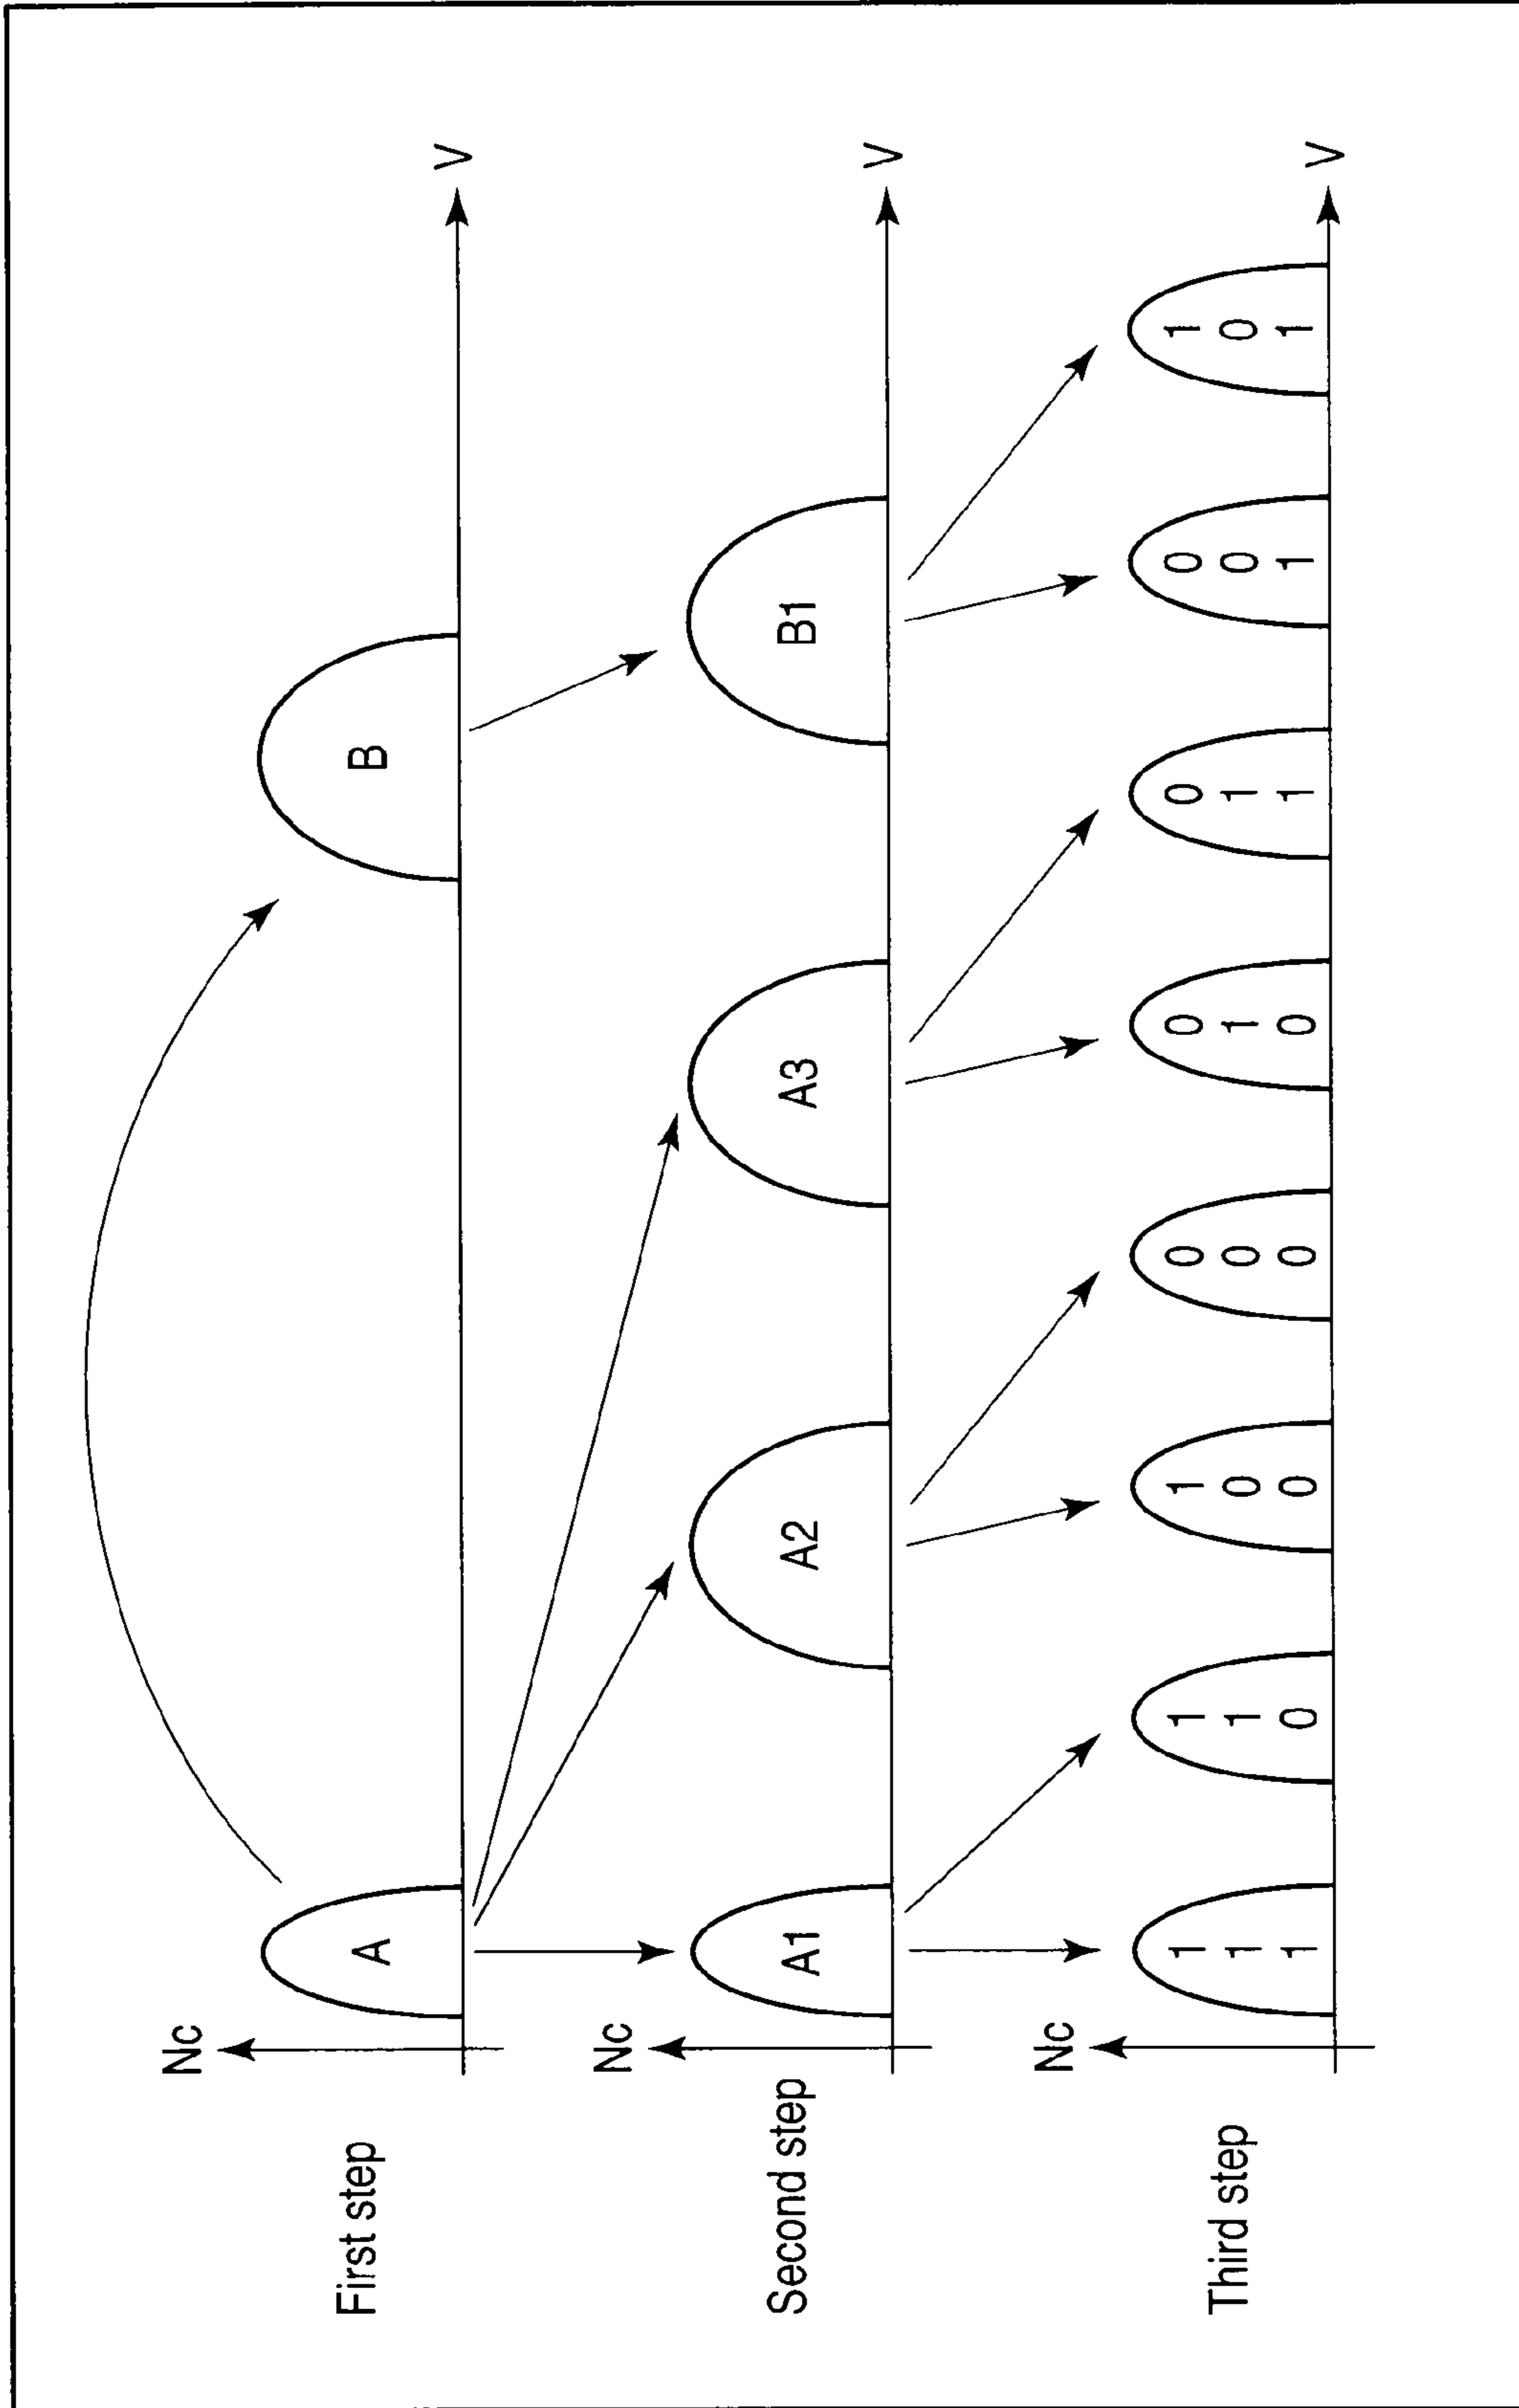 First step
Nc
A
B
V
Second step
Nc
A1
A2
A3
B1
V
Third step
Nc
1 1 1
1 1 0
1 0 0
0 0 0
0 1 0
0 1 1
0 0 1
1 0 1
V